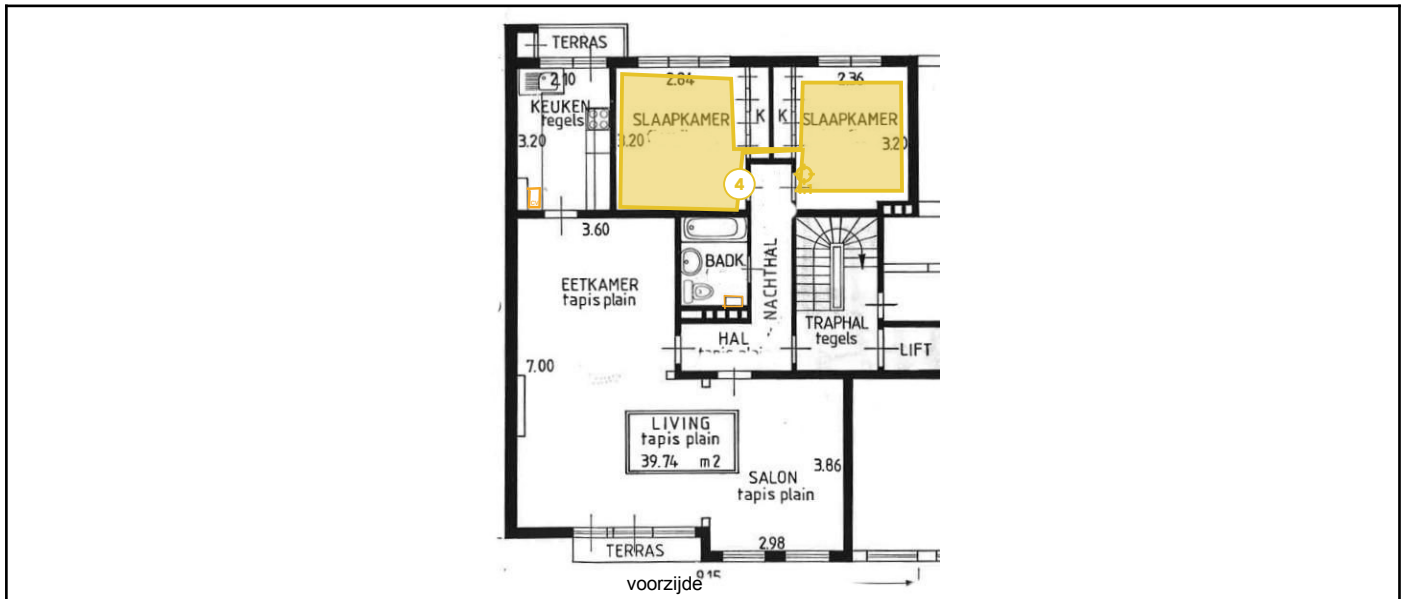 TERRAS
2.10
2.84
2.36
KEUKEN
tegels
SLAAPKAMER
K
K
SLAAPKAMER
3.20
3.20
3.20
4
3.60
BADK.
NACHTHAL
EETKAMER
tapis plain
TRAPHAL
tegels
HAL
LIFT
7.00
LIVING
tapis plain
39.74 m2
3.86
SALON
tapis plain
TERRAS
2.98
9.15
voorzijde